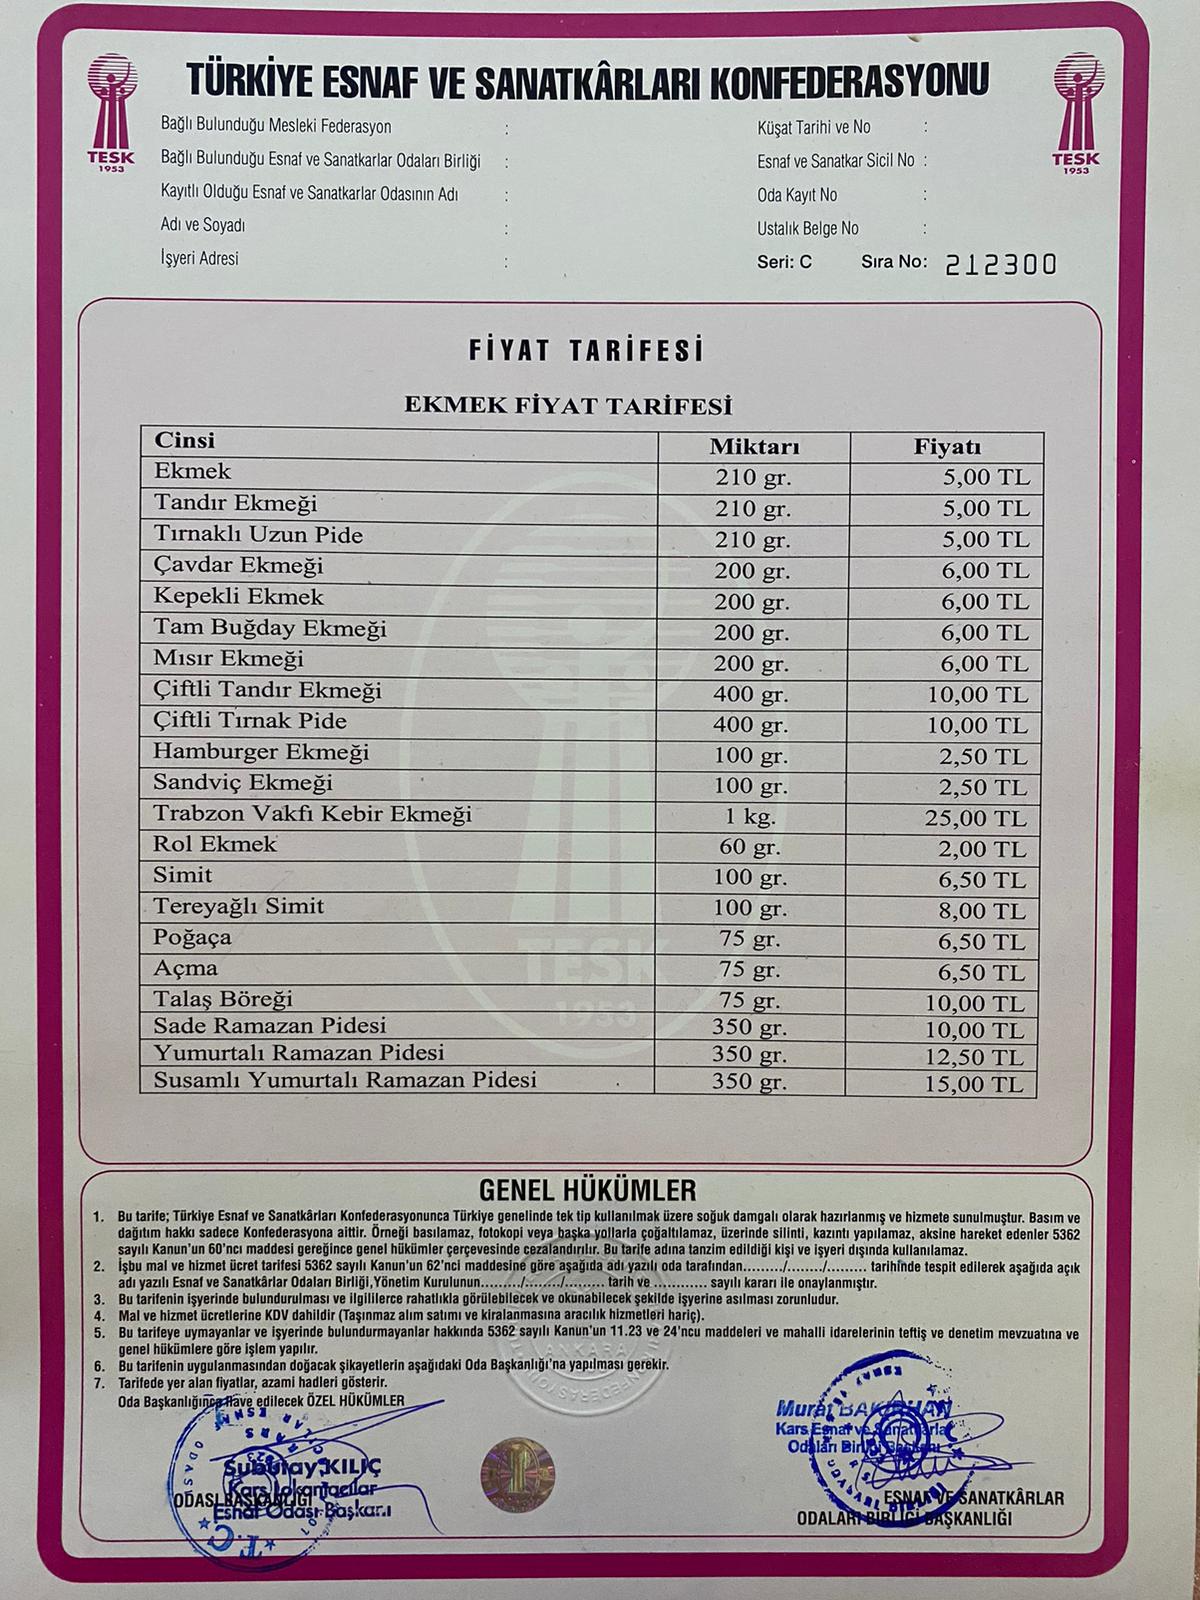 TÜRKİYE ESNAF VE SANATKÂRLARI KONFEDERASYONU
TESK
1953
TESK
1953
Bağlı Bulunduğu Mesleki Federasyon :
Bağlı Bulunduğu Esnaf ve Sanatkarlar Odaları Birliği :
Kayıtlı Olduğu Esnaf ve Sanatkarlar Odasının Adı :
Adı ve Soyadı :
İşyeri Adresi :
Küşat Tarihi ve No :
Esnaf ve Sanatkar Sicil No :
Oda Kayıt No :
Ustalık Belge No :
Seri: C Sıra No: 212300
FİYAT TARİFESİ
EKMEK FİYAT TARİFESİ
Cinsi Miktarı Fiyatı
Ekmek 210 gr. 5,00 TL
Tandır Ekmeği 210 gr. 5,00 TL
Tırnaklı Uzun Pide 210 gr. 5,00 TL
Çavdar Ekmeği 200 gr. 6,00 TL
Kepekli Ekmek 200 gr. 6,00 TL
Tam Buğday Ekmeği 200 gr. 6,00 TL
Mısır Ekmeği 200 gr. 6,00 TL
Çiftli Tandır Ekmeği 400 gr. 10,00 TL
Çiftli Tırnak Pide 400 gr. 10,00 TL
Hamburger Ekmeği 100 gr. 2,50 TL
Sandviç Ekmeği 100 gr. 2,50 TL
Trabzon Vakfı Kebir Ekmeği 1 kg. 25,00 TL
Rol Ekmek 60 gr. 2,00 TL
Simit 100 gr. 6,50 TL
Tereyağlı Simit 100 gr. 8,00 TL
Poğaça 75 gr. 6,50 TL
Açma 75 gr. 6,50 TL
Talaş Böreği 75 gr. 10,00 TL
Sade Ramazan Pidesi 350 gr. 10,00 TL
Yumurtalı Ramazan Pidesi 350 gr. 12,50 TL
Susamlı Yumurtalı Ramazan Pidesi 350 gr. 15,00 TL
TESK
1953
GENEL HÜKÜMLER
1. Bu tarife; Türkiye Esnaf ve Sanatkârları Konfederasyonunca Türkiye genelinde tek tip kullanılmak üzere soğuk damgalı olarak hazırlanmış ve hizmete sunulmuştur. Basım ve
dağıtım hakkı sadece Konfederasyona aittir. Örneği basılamaz, fotokopi veya başka yollarla çoğaltılamaz, üzerinde silinti, kazıntı yapılamaz, aksine hareket edenler 5362
sayılı Kanun'un 60'ncı maddesi gereğince genel hükümler çerçevesinde cezalandırılır. Bu tarife adına tanzim edildiği kişi ve işyeri dışında kullanılamaz.
2. İşbu mal ve hizmet ücret tarifesi 5362 sayılı Kanun'un 62'nci maddesine göre aşağıda adı yazılı oda tarafından........./......../......... tarihinde tespit edilerek aşağıda açık
adı yazılı Esnaf ve Sanatkârlar Odaları Birliği,Yönetim Kurulunun........./......../......... tarih ve ............ sayılı kararı ile onaylanmıştır.
3. Bu tarifenin işyerinde bulundurulması ve ilgililerce rahatlıkla görülebilecek ve okunabilecek şekilde işyerine asılması zorunludur.
4. Mal ve hizmet ücretlerine KDV dahildir (Taşınmaz alım satımı ve kiralanmasına aracılık hizmetleri hariç).
5. Bu tarifeye uymayanlar ve işyerinde bulundurmayanlar hakkında 5362 sayılı Kanun'un 11.23 ve 24'ncu maddeleri ve mahalli idarelerinin teftiş ve denetim mevzuatına ve
genel hükümlere göre işlem yapılır.
6. Bu tarifenin uygulanmasından doğacak şikayetlerin aşağıdaki Oda Başkanlığı'na yapılması gerekir.
7. Tarifede yer alan fiyatlar, azami hadleri gösterir.
Oda Başkanlığınca ilave edilecek ÖZEL HÜKÜMLER
ANKARA
Subutay KILIÇ
Kars Lokantacılar
Esnaf Odası Başkanı
ODASI BAŞKANLIĞI
T.C.
Murat BAKIRHAN
Kars Esnaf ve Sanatkarlar
Odaları Birliği Başkanı
ESNAF VE SANATKÂRLAR
ODALARI BİRLİĞİ BAŞKANLIĞI